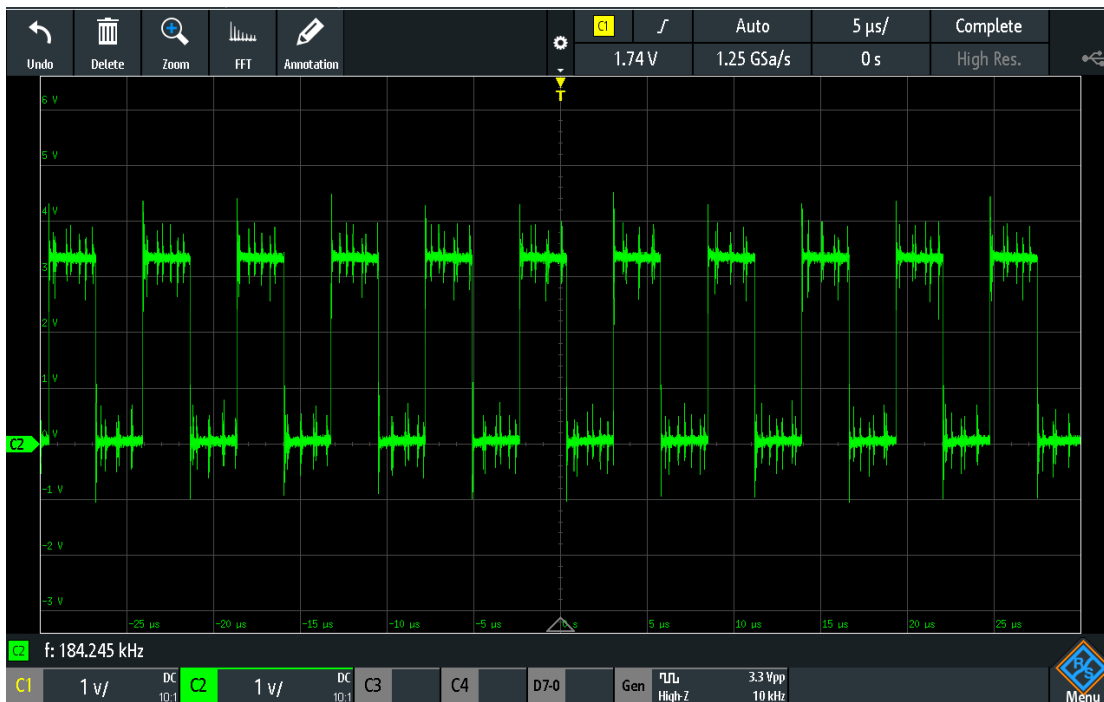 C1 Auto 5 µs/ Complete
Undo Delete Zoom FFT Annotation
1.74 V 1.25 GSa/s 0 s High Res.
T
6 V
5 V
4 V
3
2 V
1 V
0 V
C2
-1 V
-2 V
-3 V
-25 µs -20 µs -15 µs -10 µs -5 µs 0 s 5 µs 10 µs 15 µs 20 µs 25 µs
C2 f: 184.245 kHz
C1 1 V/ DC 10:1 C2 1 V/ DC 10:1 C3 C4 D7-0 Gen High-Z 3.3 Vpp 10 kHz
R&S
Menu